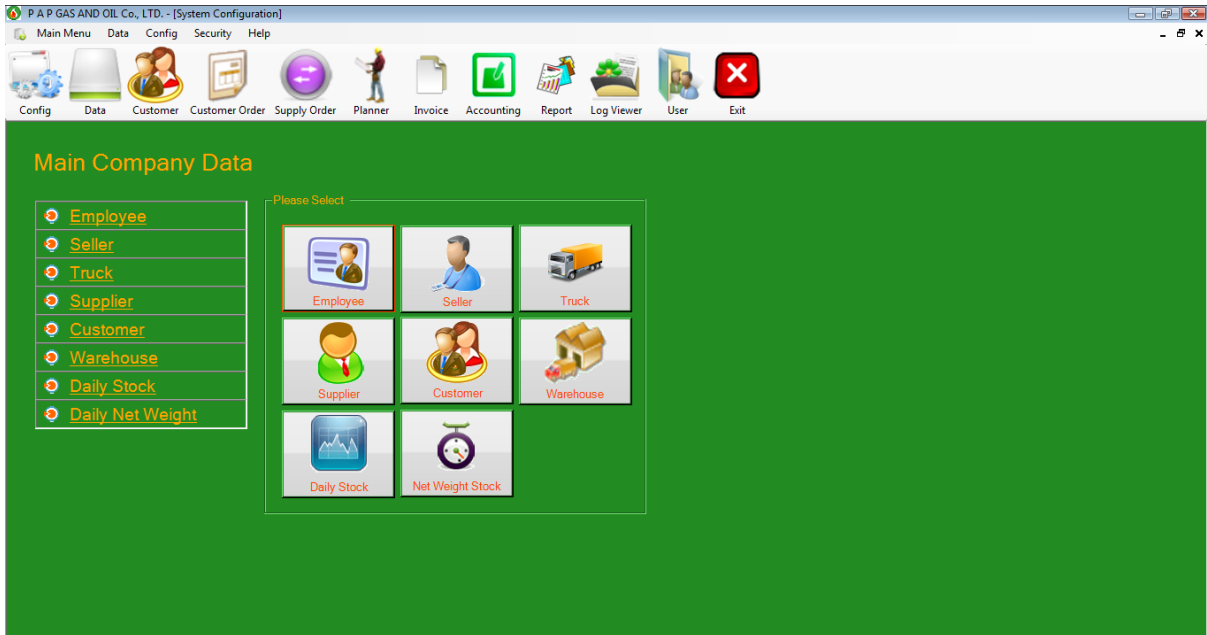 P A P GAS AND OIL Co., LTD. - [System Configuration]
Main Menu Data Config Security Help
Config Data Customer Customer Order Supply Order Planner Invoice Accounting Report Log Viewer User Exit
Main Company Data
Employee
Seller
Truck
Supplier
Customer
Warehouse
Daily Stock
Daily Net Weight
Please Select
Employee Seller Truck
Supplier Customer Warehouse
Daily Stock Net Weight Stock